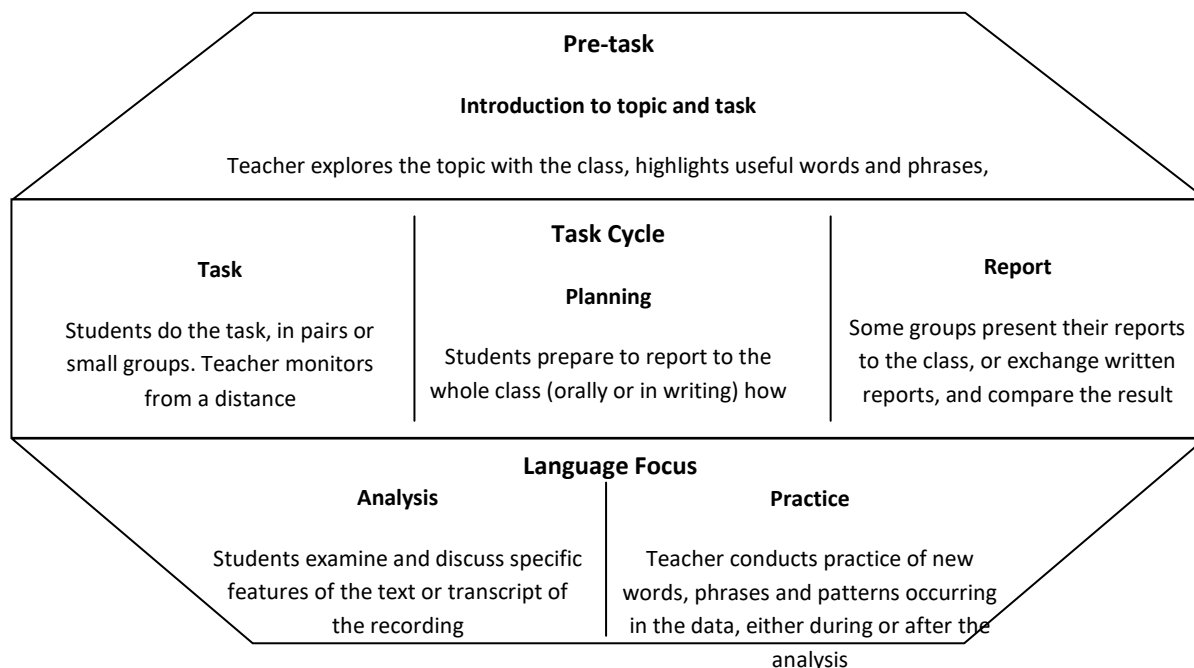 Pre-task
Introduction to topic and task
Teacher explores the topic with the class, highlights useful words and phrases,
Task Cycle
Task
Students do the task, in pairs or
small groups. Teacher monitors
from a distance
Planning
Students prepare to report to the
whole class (orally or in writing) how
Report
Some groups present their reports
to the class, or exchange written
reports, and compare the result
Language Focus
Analysis
Students examine and discuss specific
features of the text or transcript of
the recording
Practice
Teacher conducts practice of new
words, phrases and patterns occurring
in the data, either during or after the
analysis